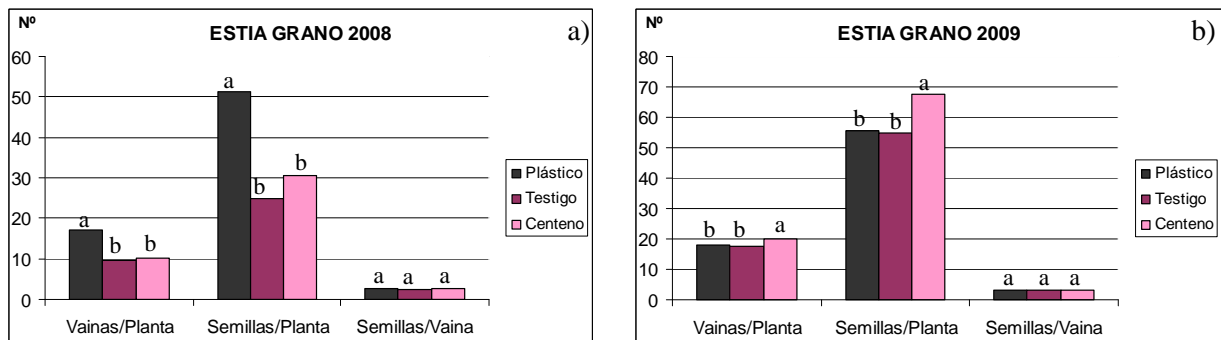 Nº
ESTIA GRANO 2008
a)
60
50
40
30
20
10
0
a
b
b
a
b
b
a
a
a
Vainas/Planta
Semillas/Planta
Semillas/Vaina
Plástico
Testigo
Centeno
Nº
ESTIA GRANO 2009
b)
80
70
60
50
40
30
20
10
0
b
b
a
b
b
a
a
a
a
Vainas/Planta
Semillas/Planta
Semillas/Vaina
Plástico
Testigo
Centeno